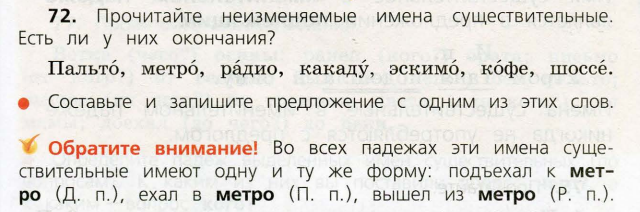 72. Прочитайте неизменяемые имена существительные.
Есть ли у них окончания?
Пальто́, метро́, ра́дио, какаду́, эскимо́, ко́фе, шоссе́.
● Составьте и запишите предложение с одним из этих слов.
Обратите внимание! Во всех падежах эти имена суще-
ствительные имеют одну и ту же форму: подъехал к мет-
ро (Д. п.), ехал в метро (П. п.), вышел из метро (Р. п.).